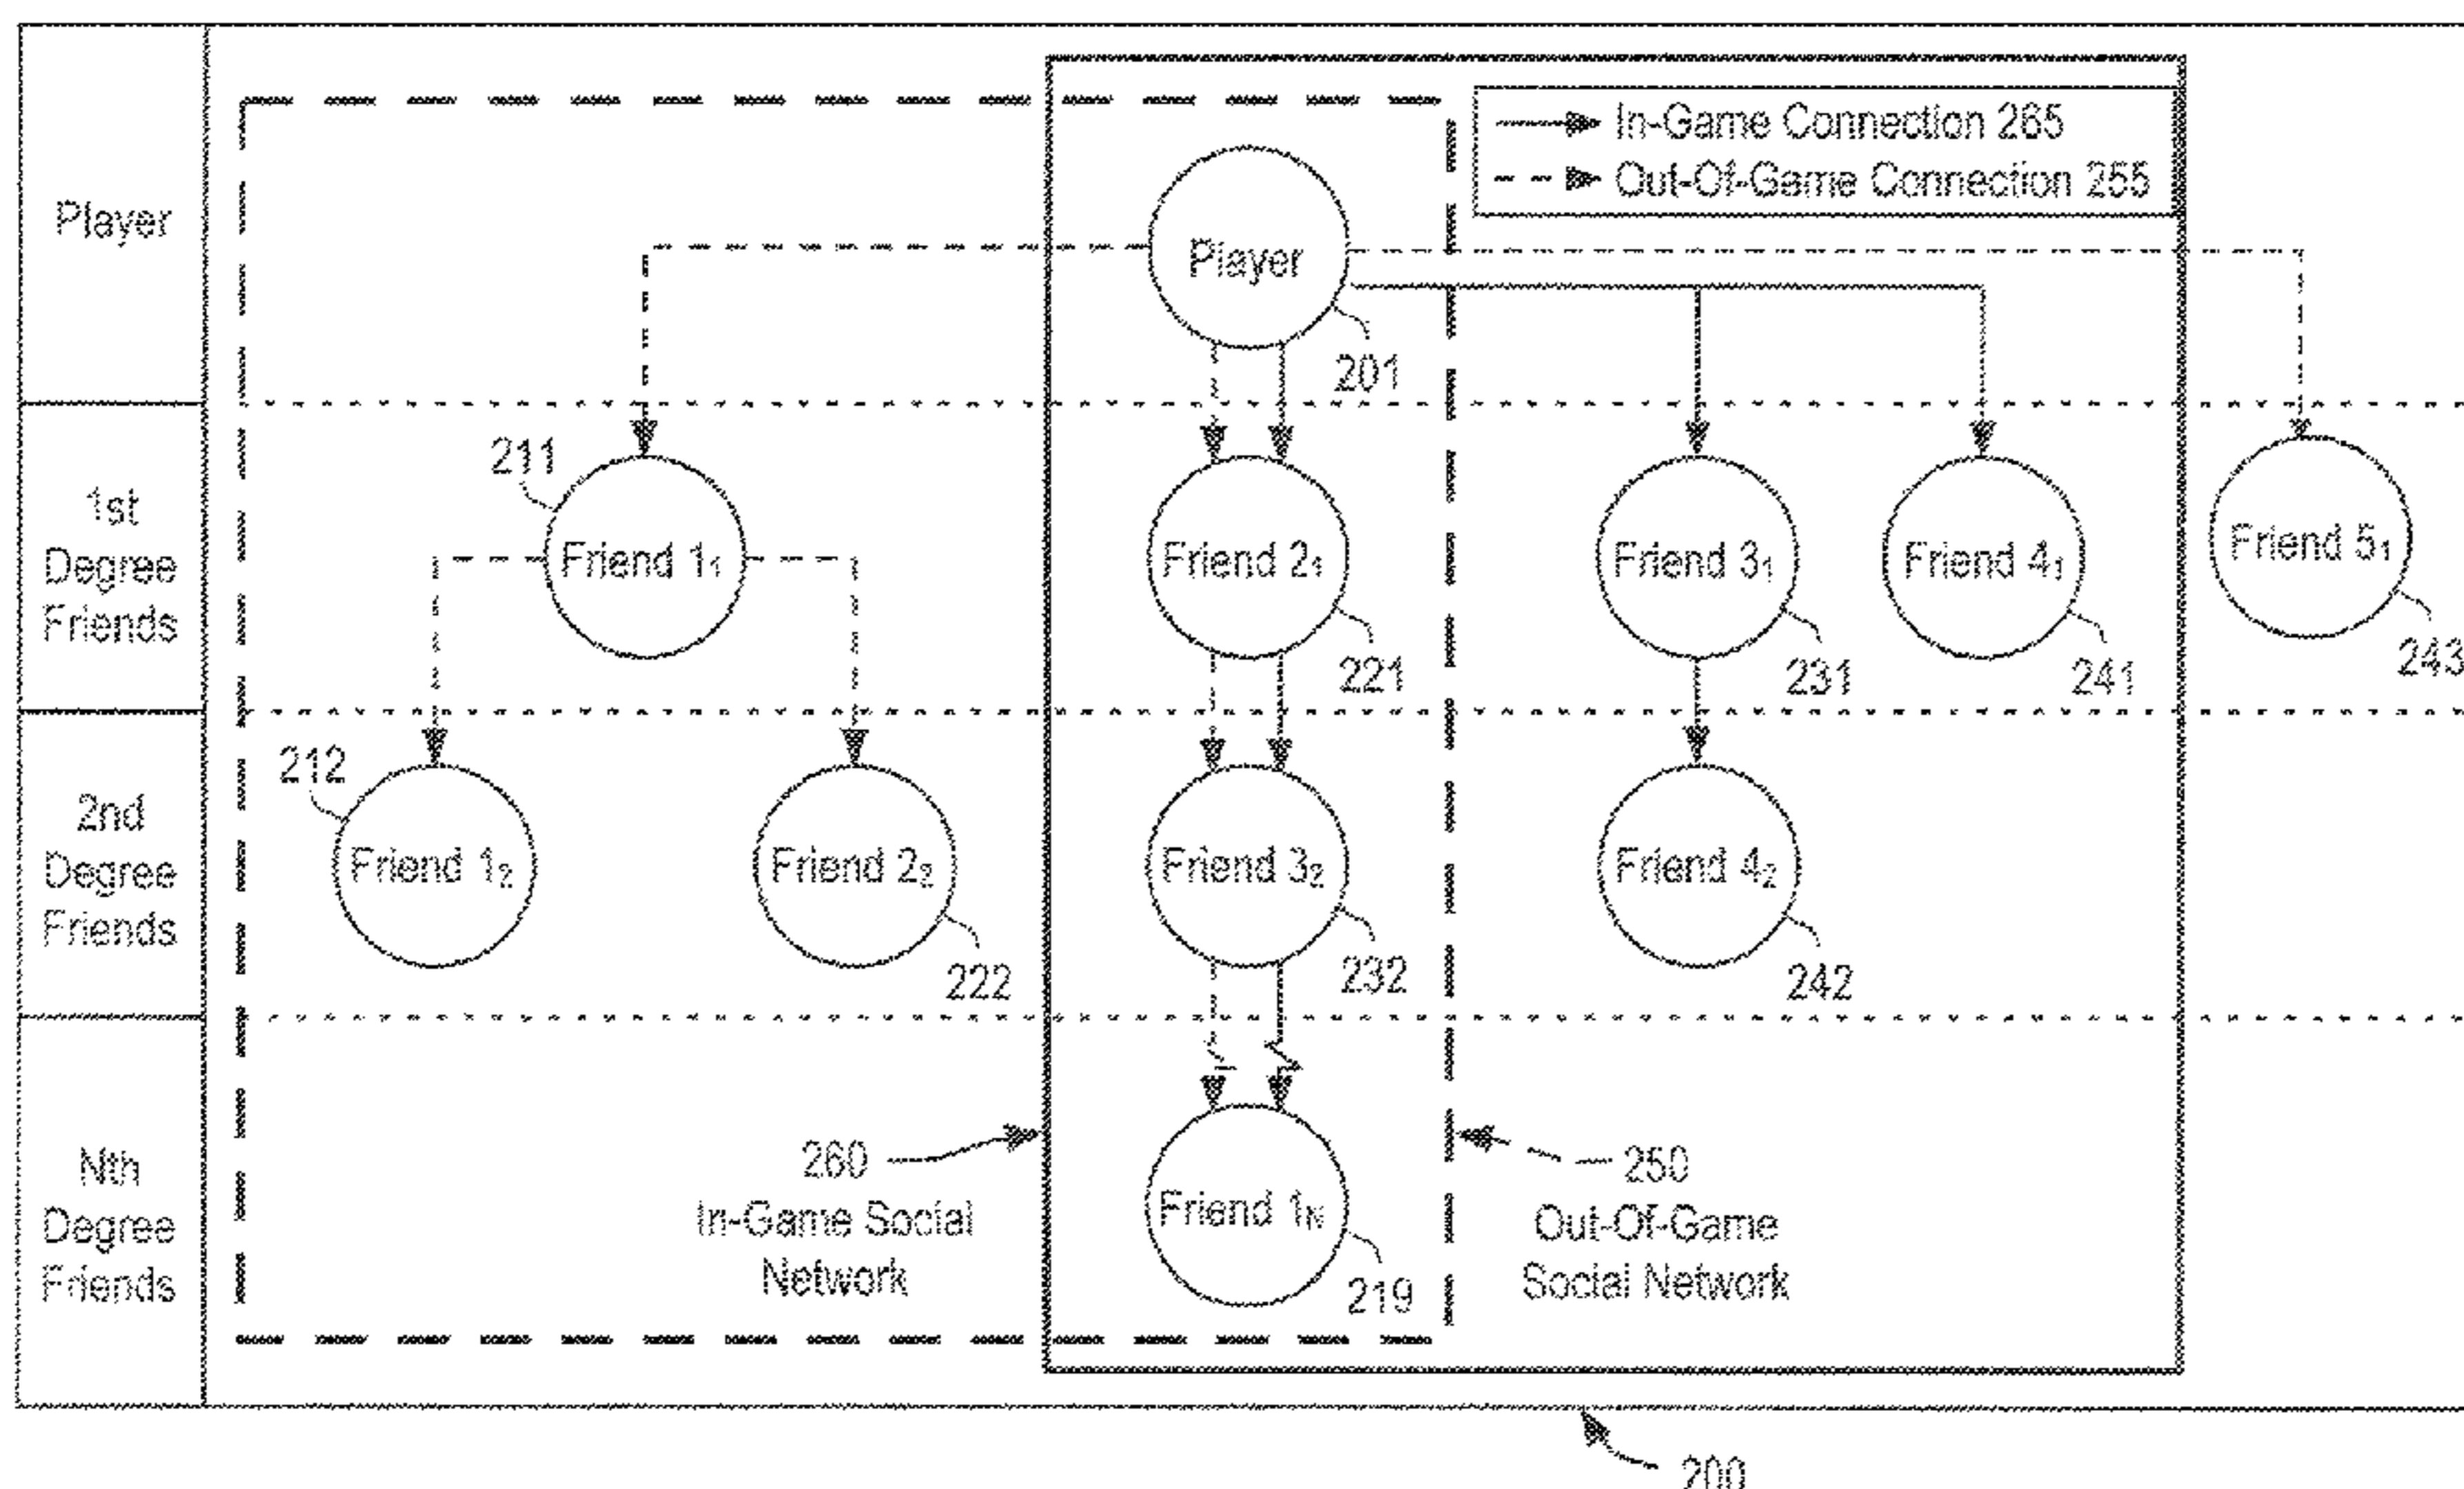 In-Game Connection 265
Out-Of-Game Connection 255
Player
Player
201
211
1st
Degree
Friends
Friend 1₁
Friend 2₁
Friend 3₁
Friend 4₁
Friend 5₁
221
231
241
243
212
2nd
Degree
Friends
Friend 1₂
Friend 2₂
Friend 3₂
Friend 4₂
222
232
242
Nth
Degree
Friends
260
In-Game Social
Network
Friend 1ₙ
219
250
Out-Of-Game
Social Network
200